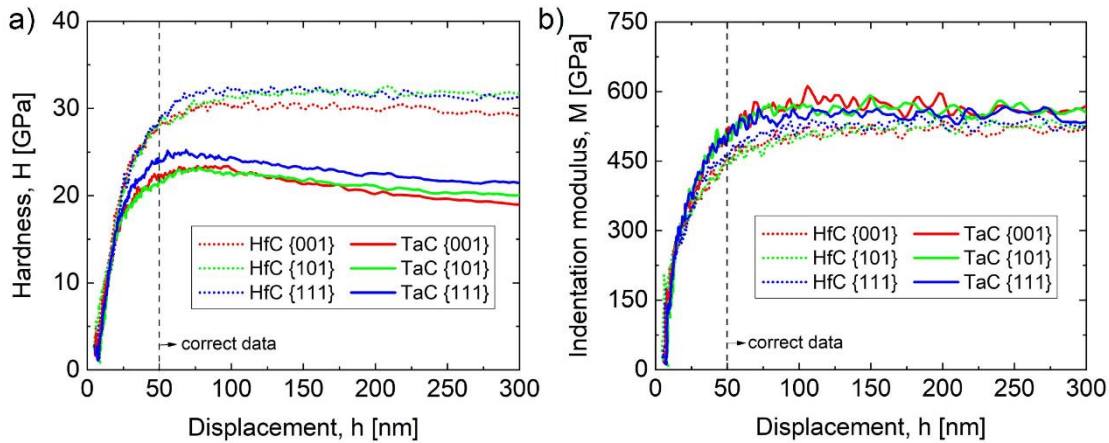 a)
Hardness, H [GPa]
40
30
20
10
0
HfC {001} TaC {001}
HfC {101} TaC {101}
HfC {111} TaC {111}
correct data
0 50 100 150 200 250 300
Displacement, h [nm]
b)
Indentation modulus, M [GPa]
750
600
450
300
150
0
HfC {001} TaC {001}
HfC {101} TaC {101}
HfC {111} TaC {111}
correct data
0 50 100 150 200 250 300
Displacement, h [nm]